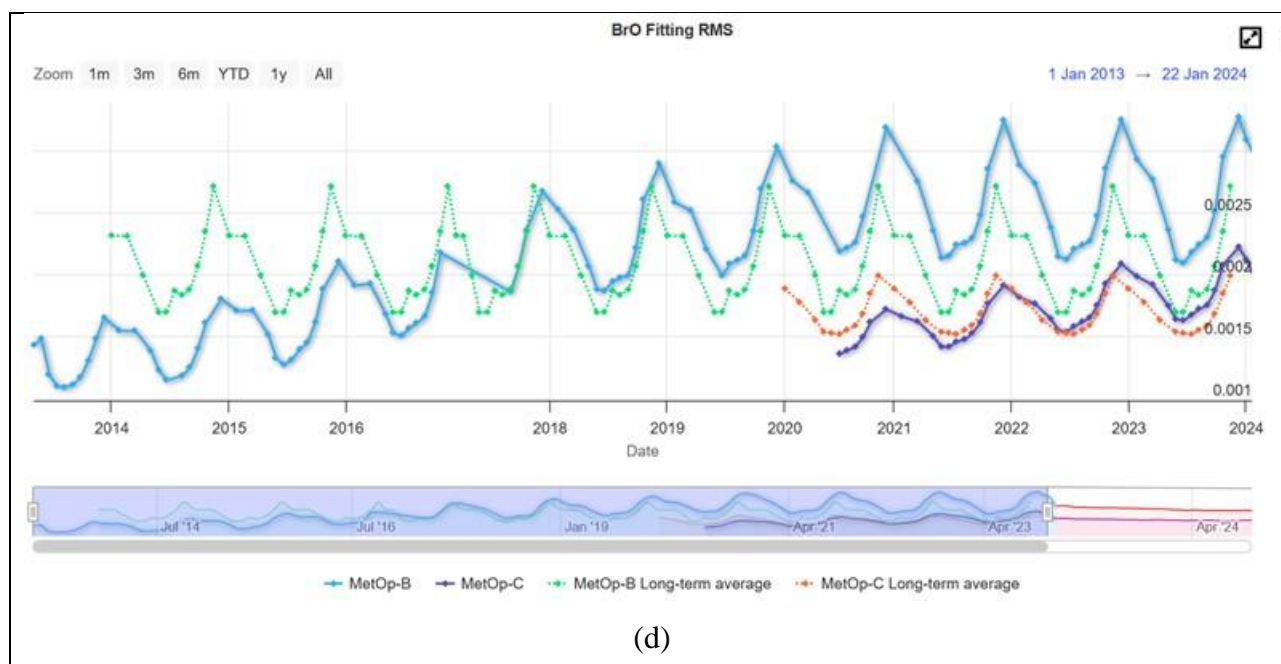 BrO Fitting RMS
Zoom 1m 3m 6m YTD 1y All
1 Jan 2013 → 22 Jan 2024
0.0025
0.002
0.0015
0.001
2014 2015 2016 2018 2019 2020 2021 2022 2023 2024
Date
Jul '14 Jul '16 Jan '19 Apr '21 Apr '23 Apr '24
MetOp-B MetOp-C MetOp-B Long-term average MetOp-C Long-term average
(d)